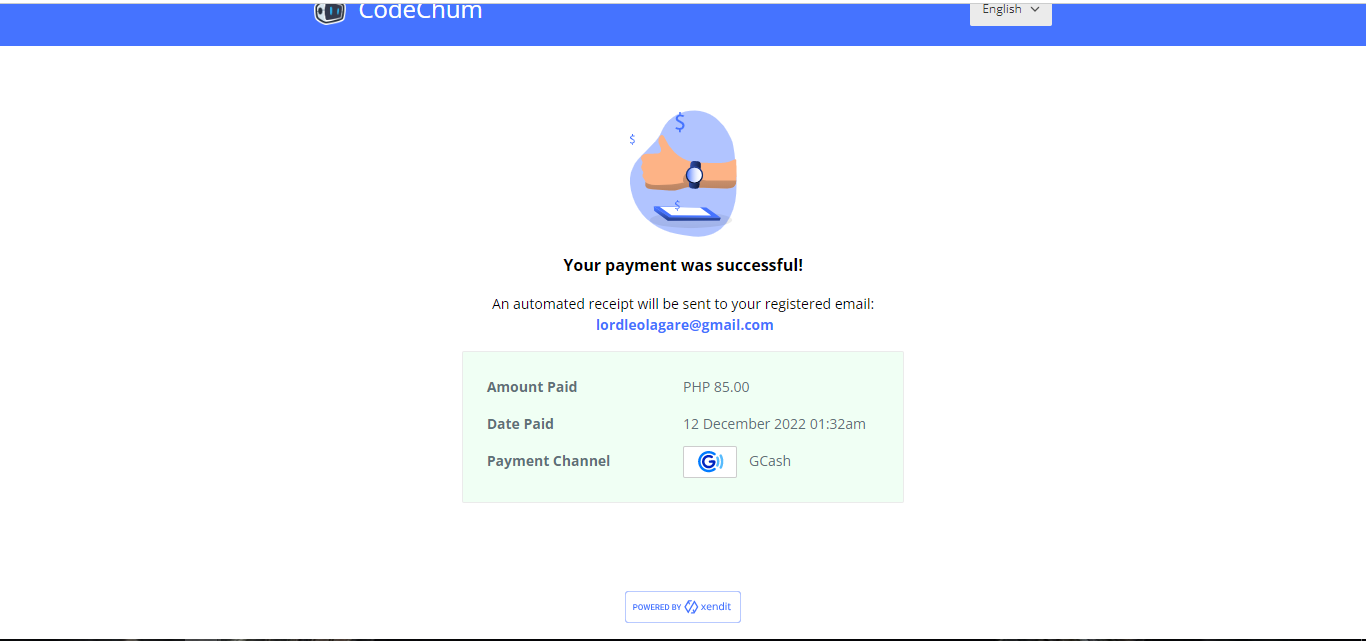 CodeChum
English
$
$
$
Your payment was successful!
An automated receipt will be sent to your registered email:
lordleolagare@gmail.com
Amount Paid PHP 85.00
Date Paid 12 December 2022 01:32am
Payment Channel G GCash
POWERED BY xendit